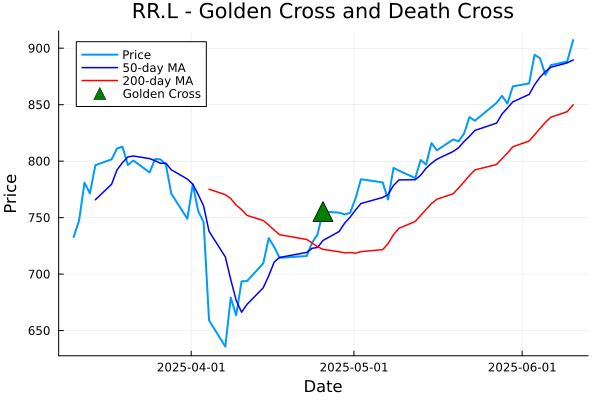 RR.L - Golden Cross and Death Cross
Price
50-day MA
200-day MA
Golden Cross
900
850
800
750
700
650
Price
2025-04-01
2025-05-01
2025-06-01
Date